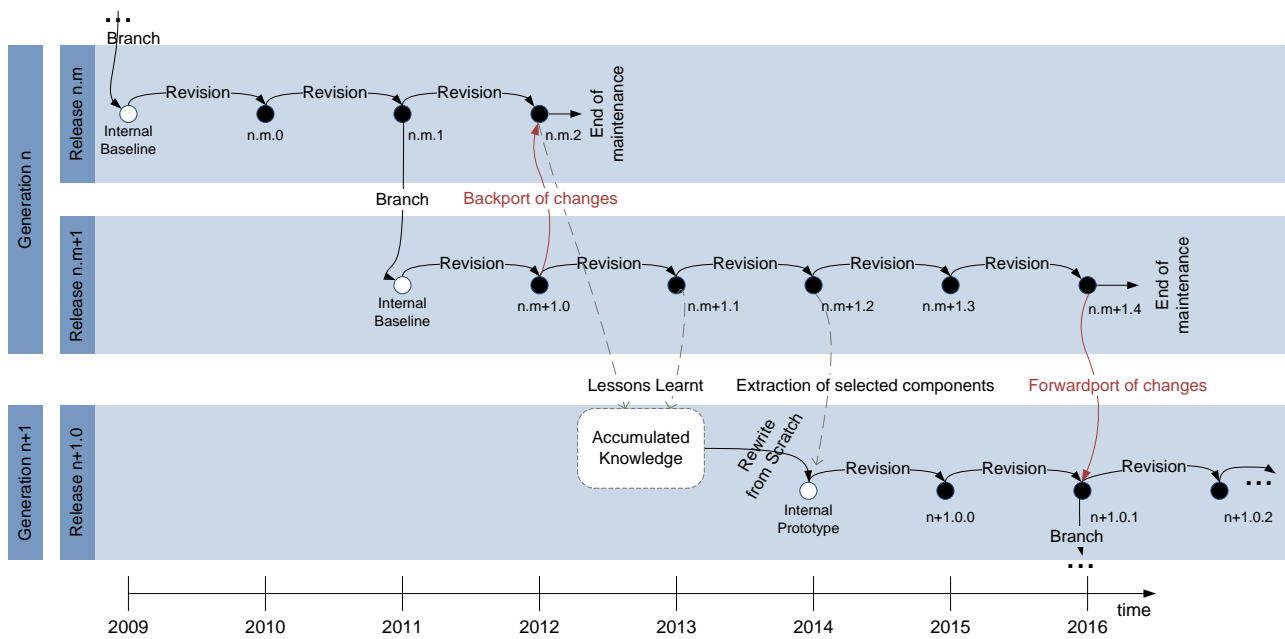 ...
Branch
Generation n
Release n.m
Revision
Revision
Revision
Internal
Baseline
n.m.0
n.m.1
n.m.2
End of
maintenance
Branch
Backport of changes
Release n.m+1
Revision
Revision
Revision
Revision
Revision
Internal
Baseline
n.m+1.0
n.m+1.1
n.m+1.2
n.m+1.3
n.m+1.4
End of
maintenance
Lessons Learnt
Extraction of selected components
Forwardport of changes
Generation n+1
Release n+1.0
Accumulated
Knowledge
Rewrite
from Scratch
Revision
Revision
Revision
...
Internal
Prototype
n+1.0.0
n+1.0.1
n+1.0.2
Branch
...
time
2009
2010
2011
2012
2013
2014
2015
2016